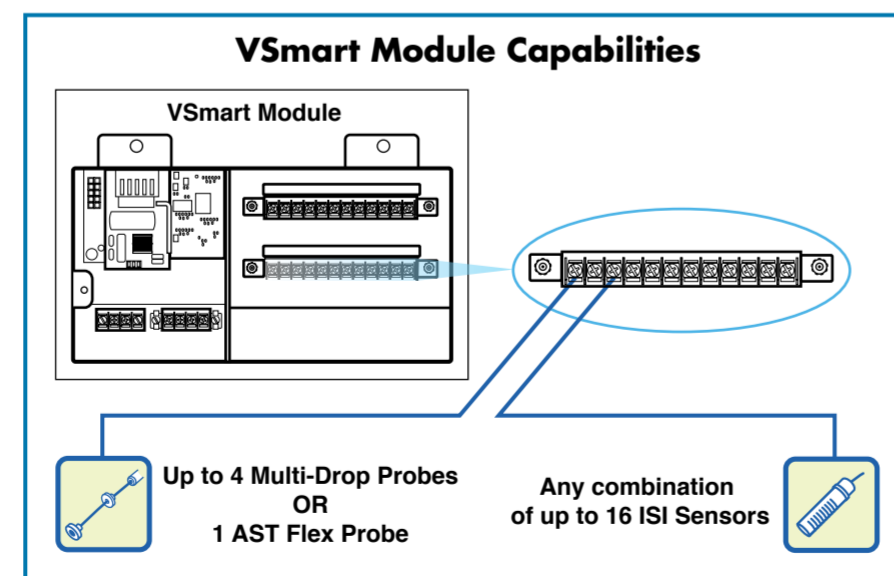 VSmart Module Capabilities
VSmart Module
Up to 4 Multi-Drop Probes
OR
1 AST Flex Probe
Any combination
of up to 16 ISI Sensors